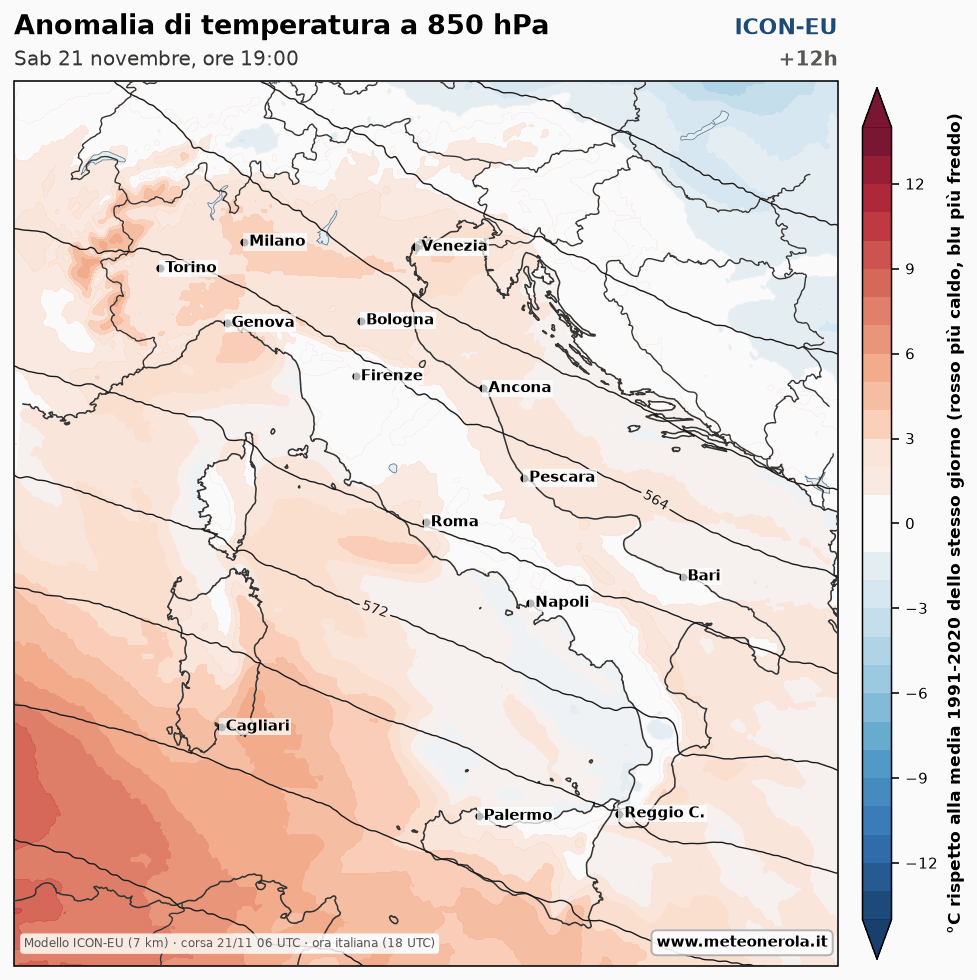 Anomalia di temperatura a 850 hPa
ICON-EU
Sab 21 novembre, ore 19:00
+12h
Milano
Venezia
Torino
Genova
Bologna
Firenze
Ancona
Pescara
564
Roma
Bari
572
Napoli
Cagliari
Palermo
Reggio C.
12
9
6
3
0
−3
−6
−9
−12
°C rispetto alla media 1991-2020 dello stesso giorno (rosso più caldo, blu più freddo)
Modello ICON-EU (7 km) · corsa 21/11 06 UTC · ora italiana (18 UTC)
www.meteonerola.it